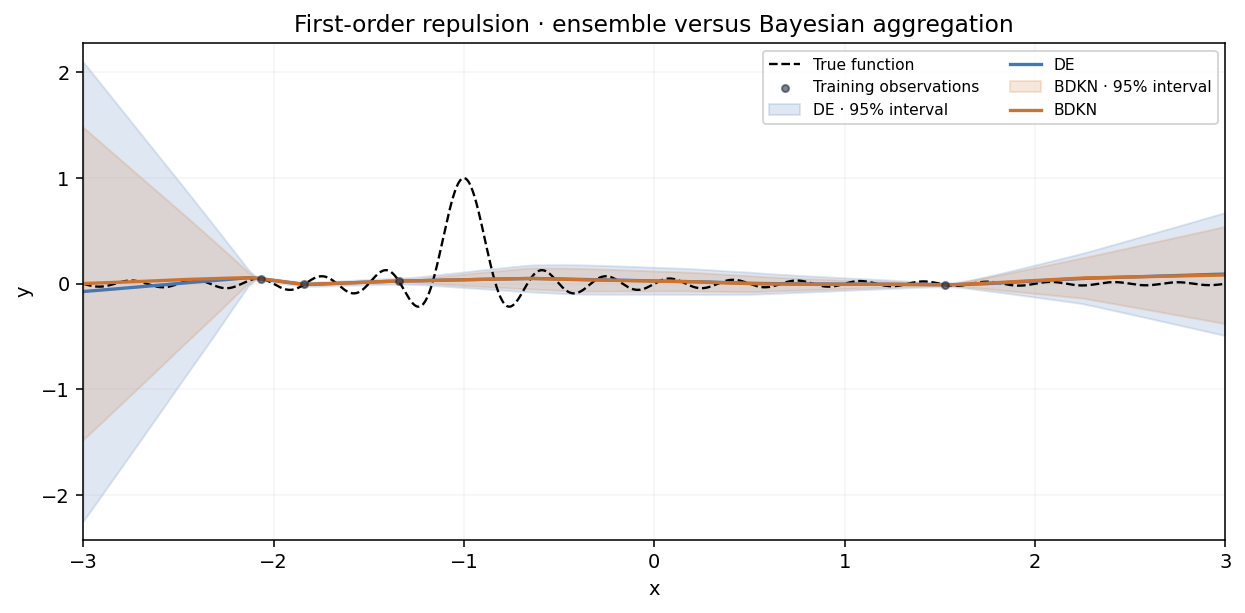 First-order repulsion · ensemble versus Bayesian aggregation
True function
Training observations
DE · 95% interval
DE
BDKN · 95% interval
BDKN
2
1
0
−1
−2
y
−3
−2
−1
0
1
2
3
x